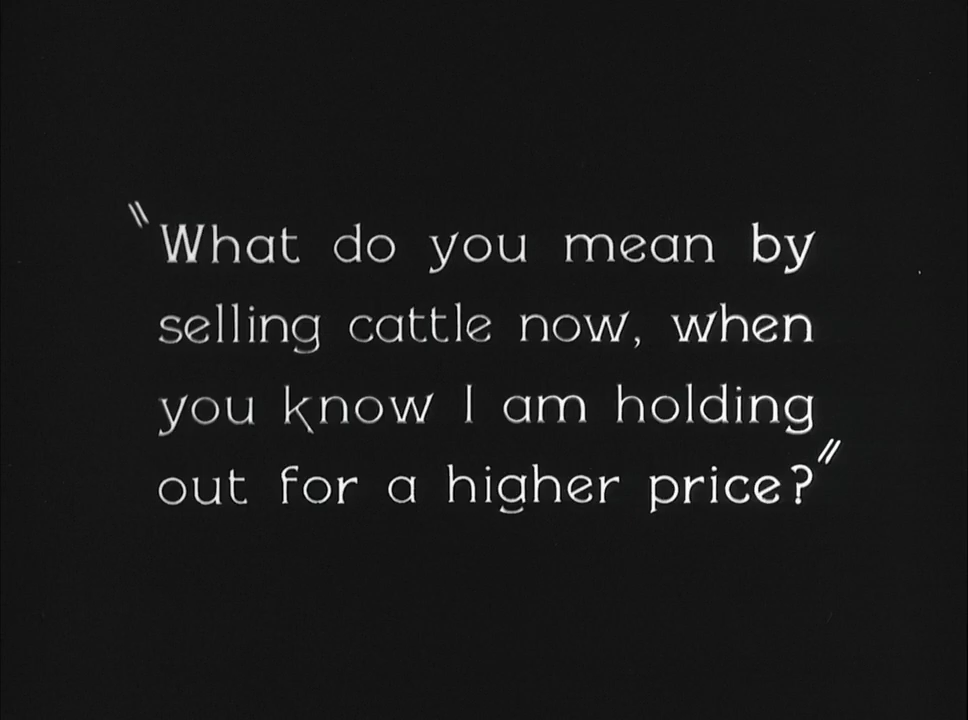 "What do you mean by
selling cattle now, when
you know I am holding
out for a higher price?"